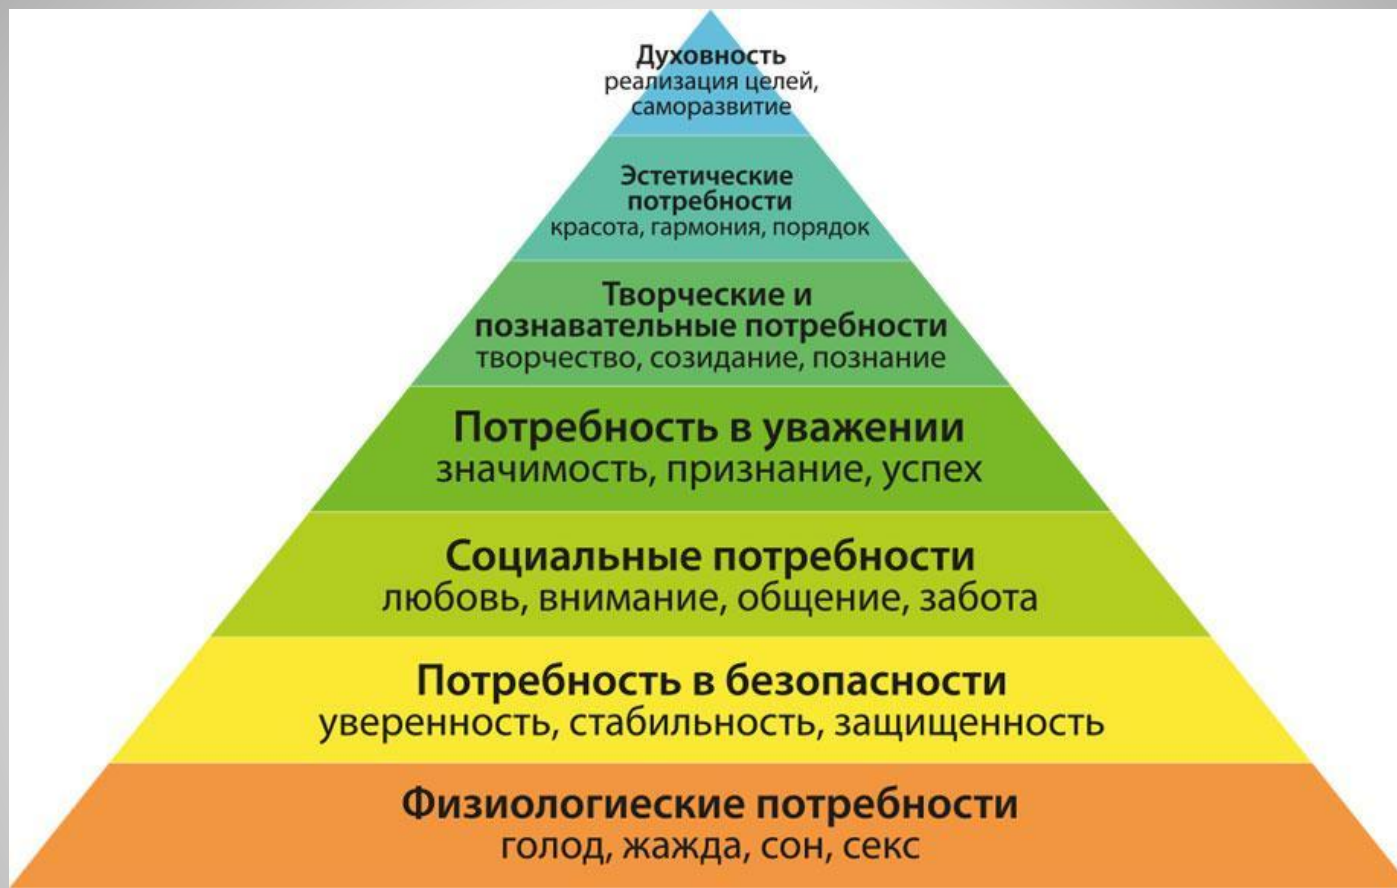 Духовность
реализация целей,
саморазвитие
Эстетические
потребности
красота, гармония, порядок
Творческие и
познавательные потребности
творчество, созидание, познание
Потребность в уважении
значимость, признание, успех
Социальные потребности
любовь, внимание, общение, забота
Потребность в безопасности
уверенность, стабильность, защищенность
Физиологиеские потребности
голод, жажда, сон, секс